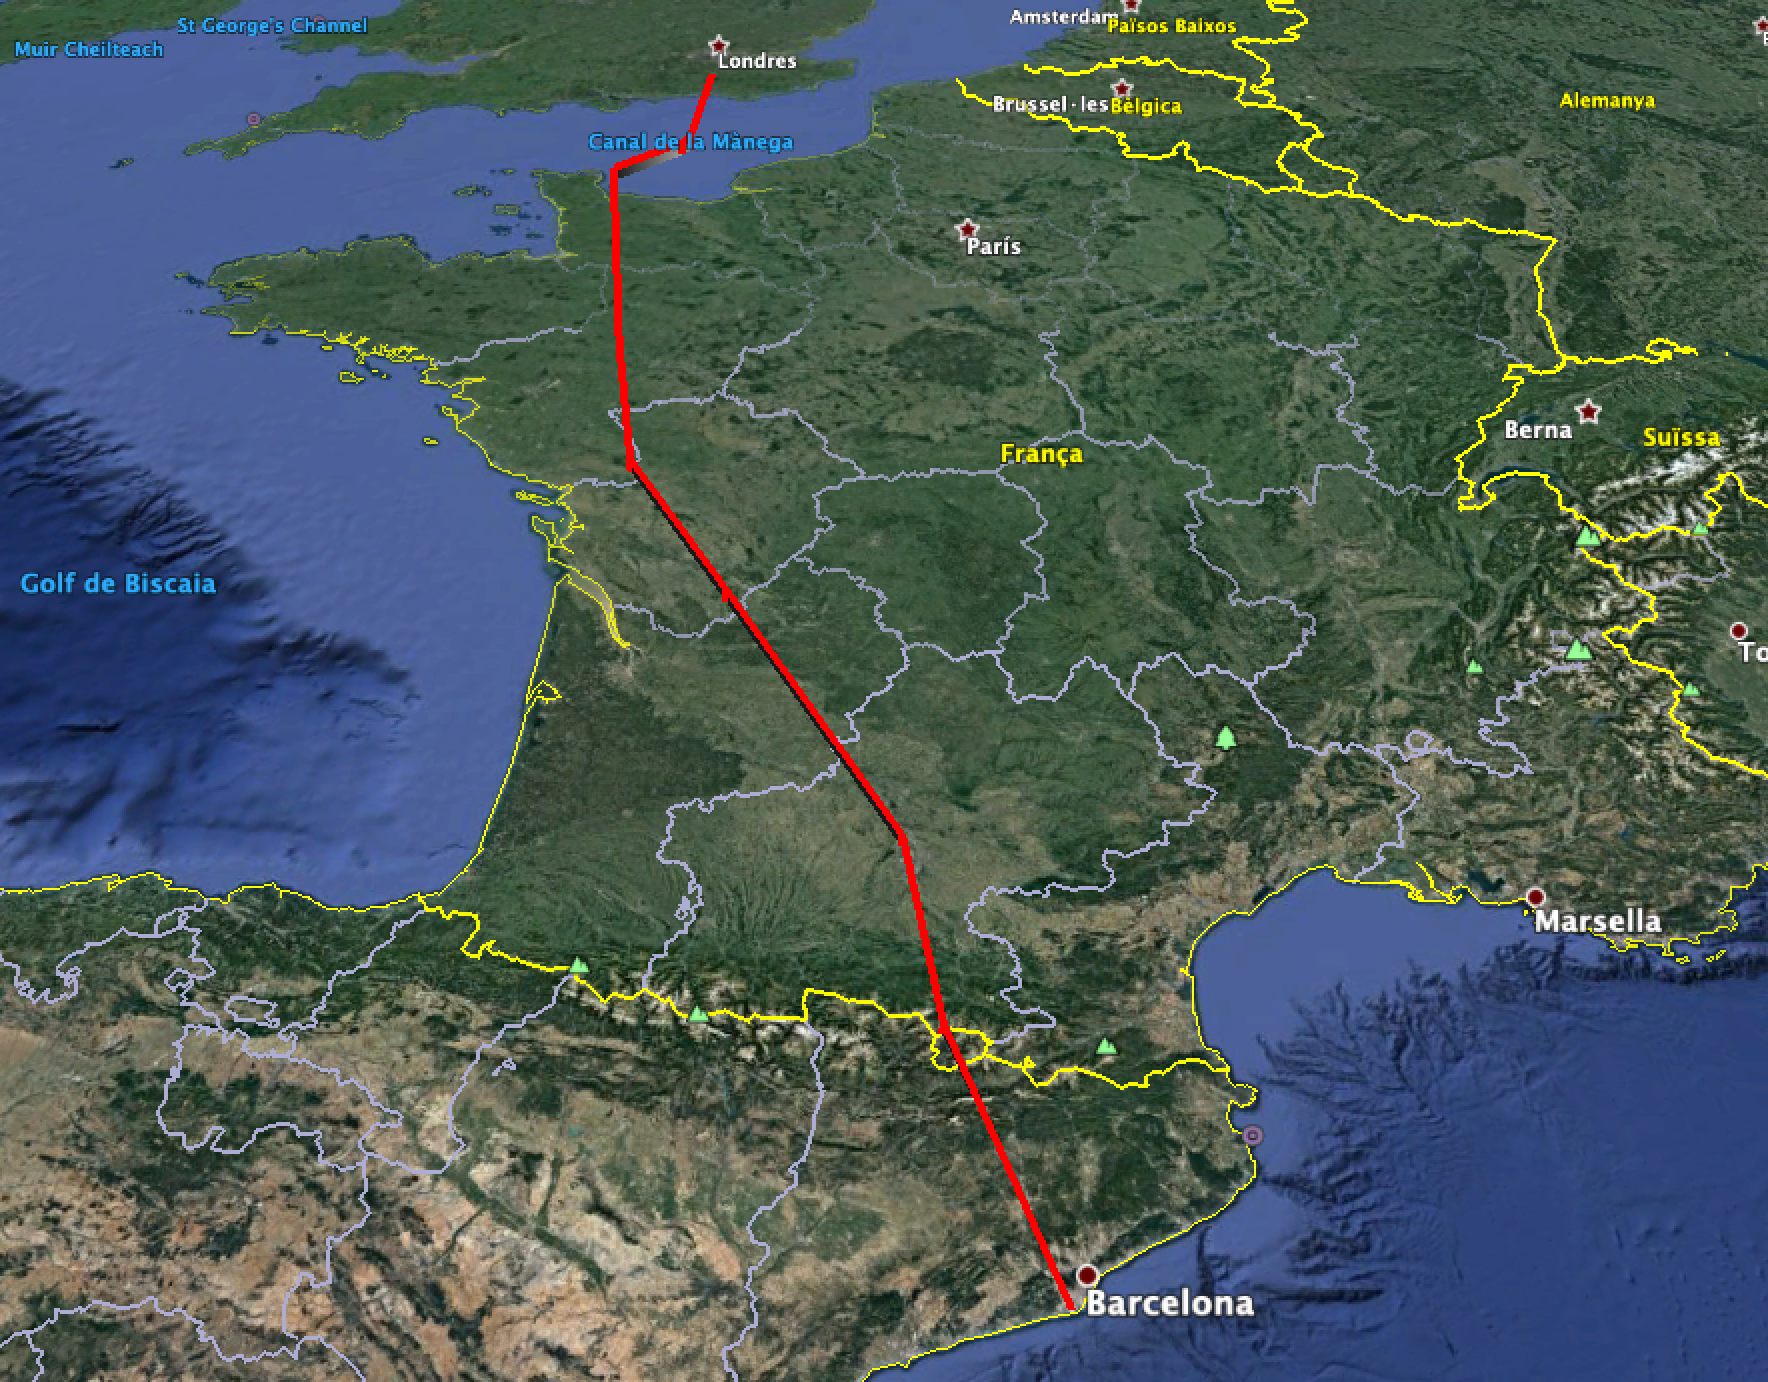 Amsterdam
Països Baixos
St George's Channel
Muir Cheilteach
Londres
Brussel·les
Bèlgica
Alemanya
Canal de la Mànega
París
França
Berna
Suïssa
Golf de Biscaia
To
Marsella
Barcelona